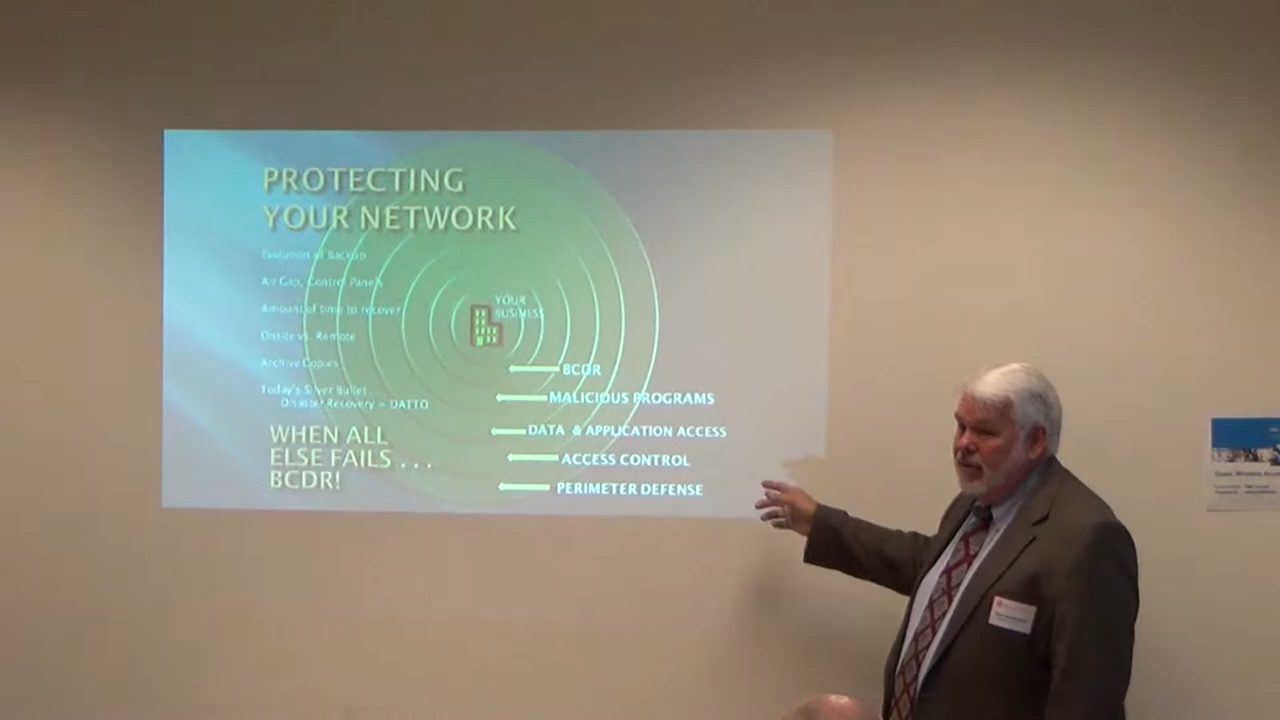 PROTECTING
YOUR NETWORK
Evolution of Backup
Air Gap, Control Panels
Amount of time to recover
Onsite vs. Remote
Archive Copies
Today's Silver Bullet . . .
Disaster Recovery – DATTO
WHEN ALL
ELSE FAILS . . .
BCDR!
YOUR
BUSINESS
BCDR
MALICIOUS PROGRAMS
DATA & APPLICATION ACCESS
ACCESS CONTROL
PERIMETER DEFENSE
Guest Wireless